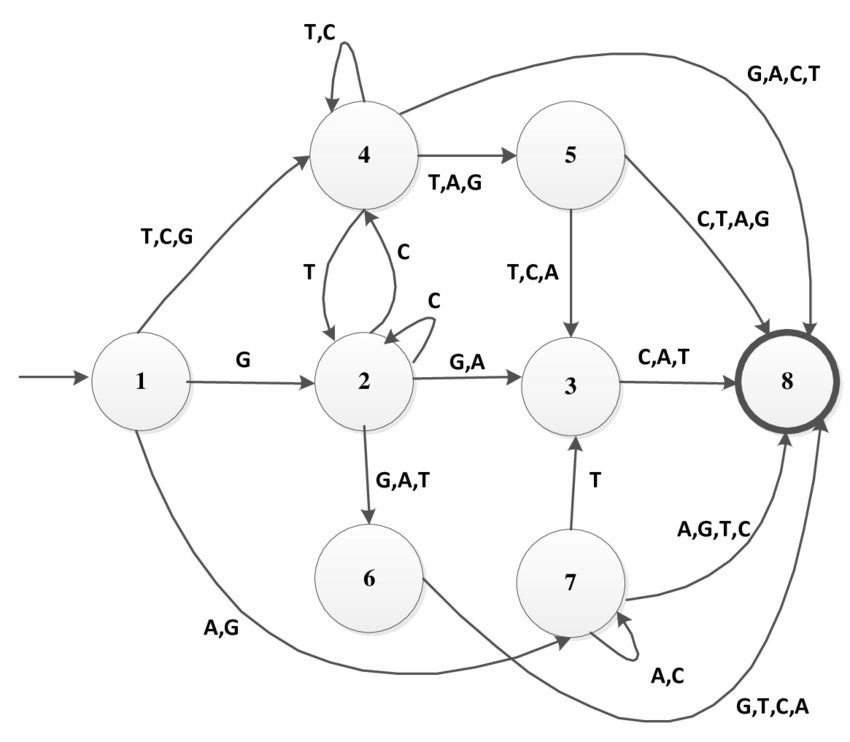 T,C
G,A,C,T
4
5
T,A,G
T,C,G
C,T,A,G
C
T
T,C,A
C
G
G,A
C,A,T
1
2
3
8
G,A,T
T
A,G,T,C
6
7
A,G
A,C
G,T,C,A